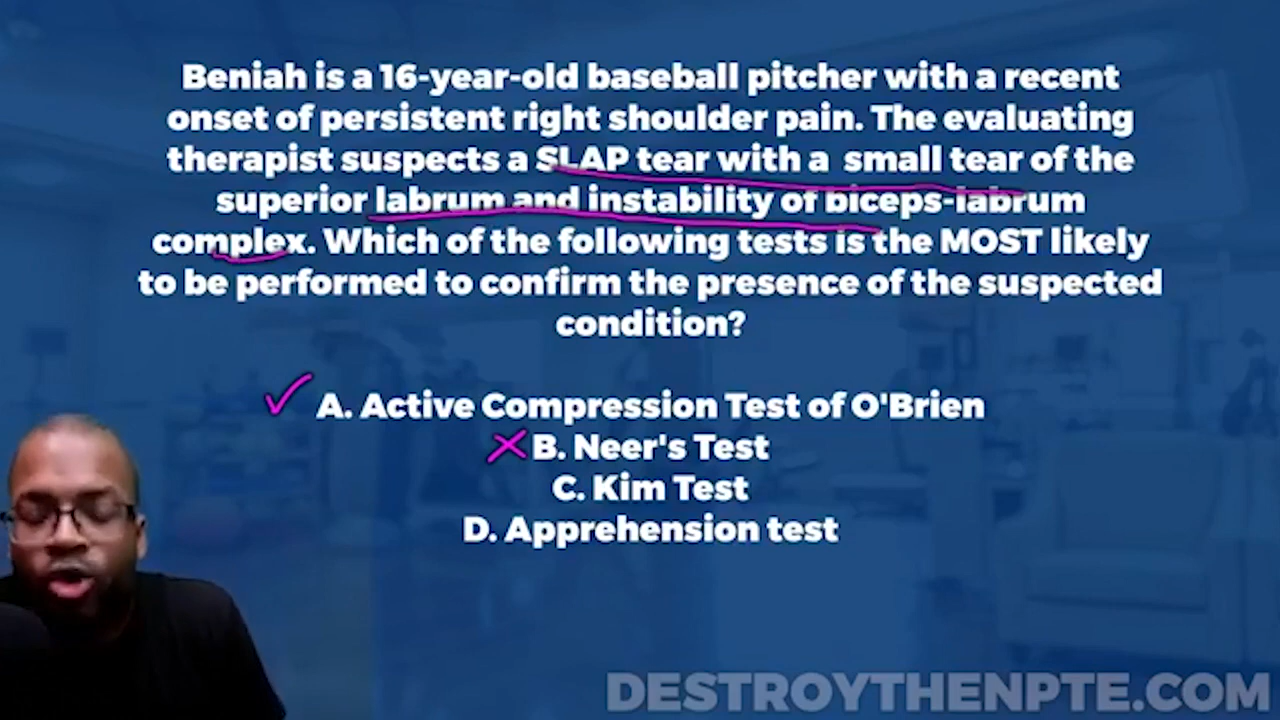 Beniah is a 16-year-old baseball pitcher with a recent
onset of persistent right shoulder pain. The evaluating
therapist suspects a SLAP tear with a small tear of the
superior labrum and instability of biceps-labrum
complex. Which of the following tests is the MOST likely
to be performed to confirm the presence of the suspected
condition?
A. Active Compression Test of O'Brien
B. Neer's Test
C. Kim Test
D. Apprehension test
DESTROYTHENPTE.COM